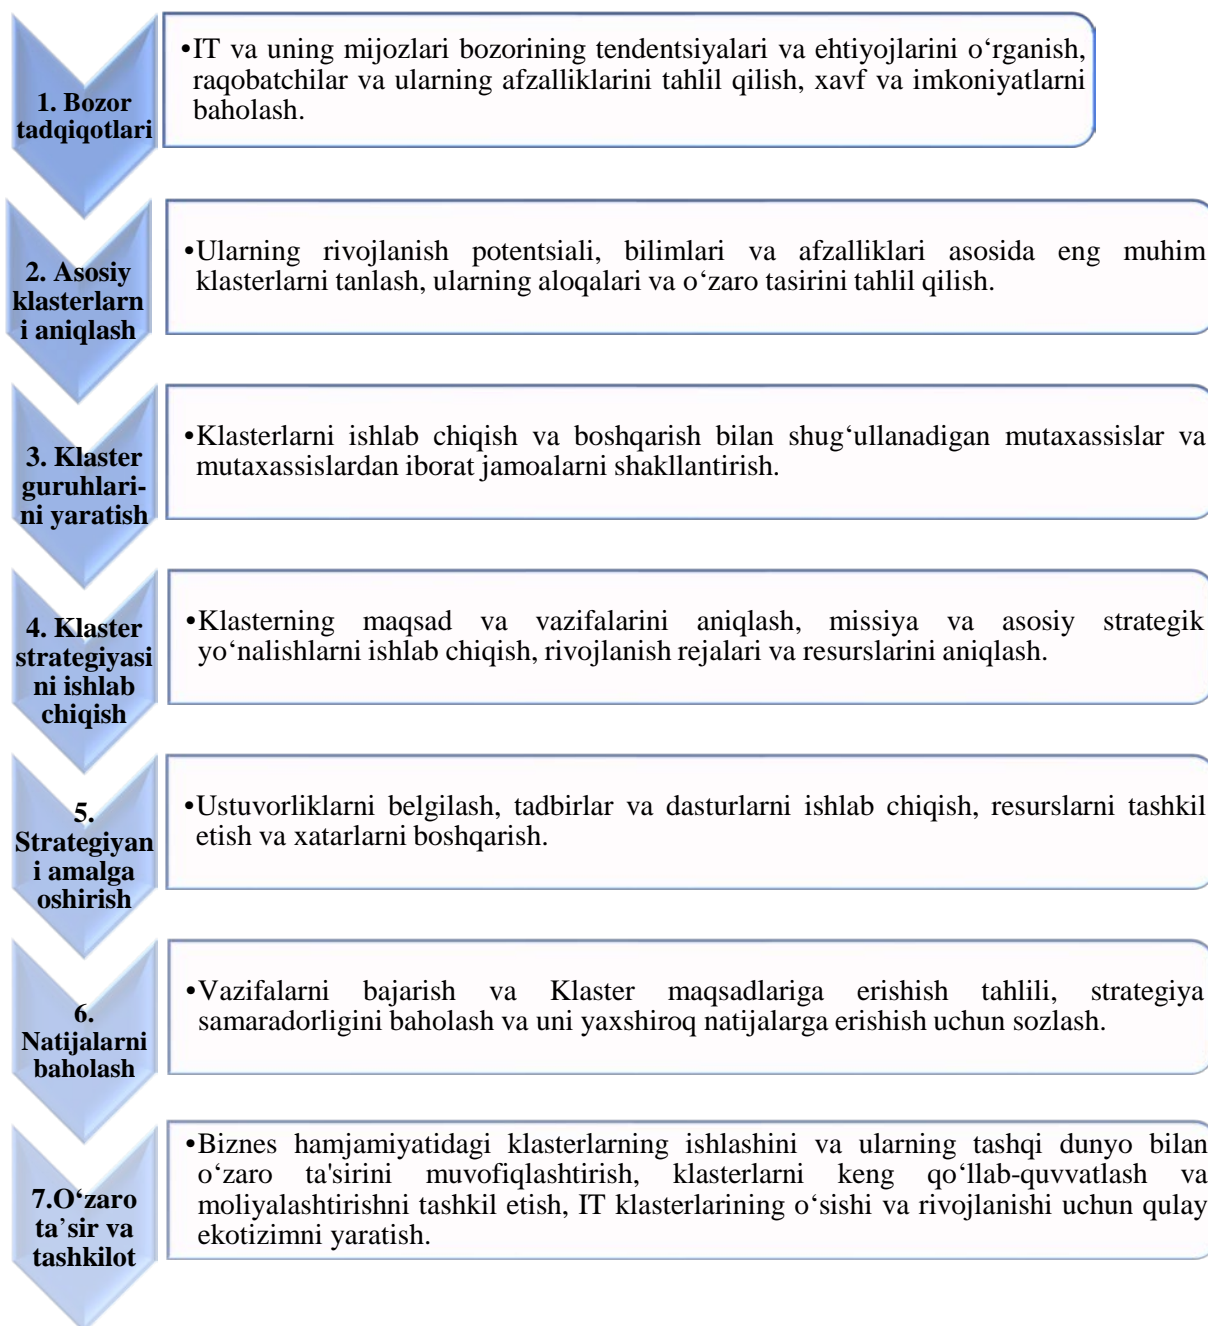 1. Bozor
tadqiqotlari
•IT va uning mijozlari bozorining tendentsiyalari va ehtiyojlarini o‘rganish,
raqobatchilar va ularning afzalliklarini tahlil qilish, xavf va imkoniyatlarni
baholash.
2. Asosiy
klasterlarn
i aniqlash
•Ularning rivojlanish potentsiali, bilimlari va afzalliklari asosida eng muhim
klasterlarni tanlash, ularning aloqalari va o‘zaro tasirini tahlil qilish.
3. Klaster
guruhlari-
ni yaratish
•Klasterlarni ishlab chiqish va boshqarish bilan shug‘ullanadigan mutaxassislar va
mutaxassislardan iborat jamoalarni shakllantirish.
4. Klaster
strategiyasi
ni ishlab
chiqish
•Klasterning maqsad va vazifalarini aniqlash, missiya va asosiy strategik
yo‘nalishlarni ishlab chiqish, rivojlanish rejalari va resurslarini aniqlash.
5.
Strategiyan
i amalga
oshirish
•Ustuvorliklarni belgilash, tadbirlar va dasturlarni ishlab chiqish, resurslarni tashkil
etish va xatarlarni boshqarish.
6.
Natijalarni
baholash
•Vazifalarni bajarish va Klaster maqsadlariga erishish tahlili, strategiya
samaradorligini baholash va uni yaxshiroq natijalarga erishish uchun sozlash.
7.O‘zaro
ta’sir va
tashkilot
•Biznes hamjamiyatidagi klasterlarning ishlashini va ularning tashqi dunyo bilan
o‘zaro ta'sirini muvofiqlashtirish, klasterlarni keng qo‘llab-quvvatlash va
moliyalashtirishni tashkil etish, IT klasterlarining o‘sishi va rivojlanishi uchun qulay
ekotizimni yaratish.